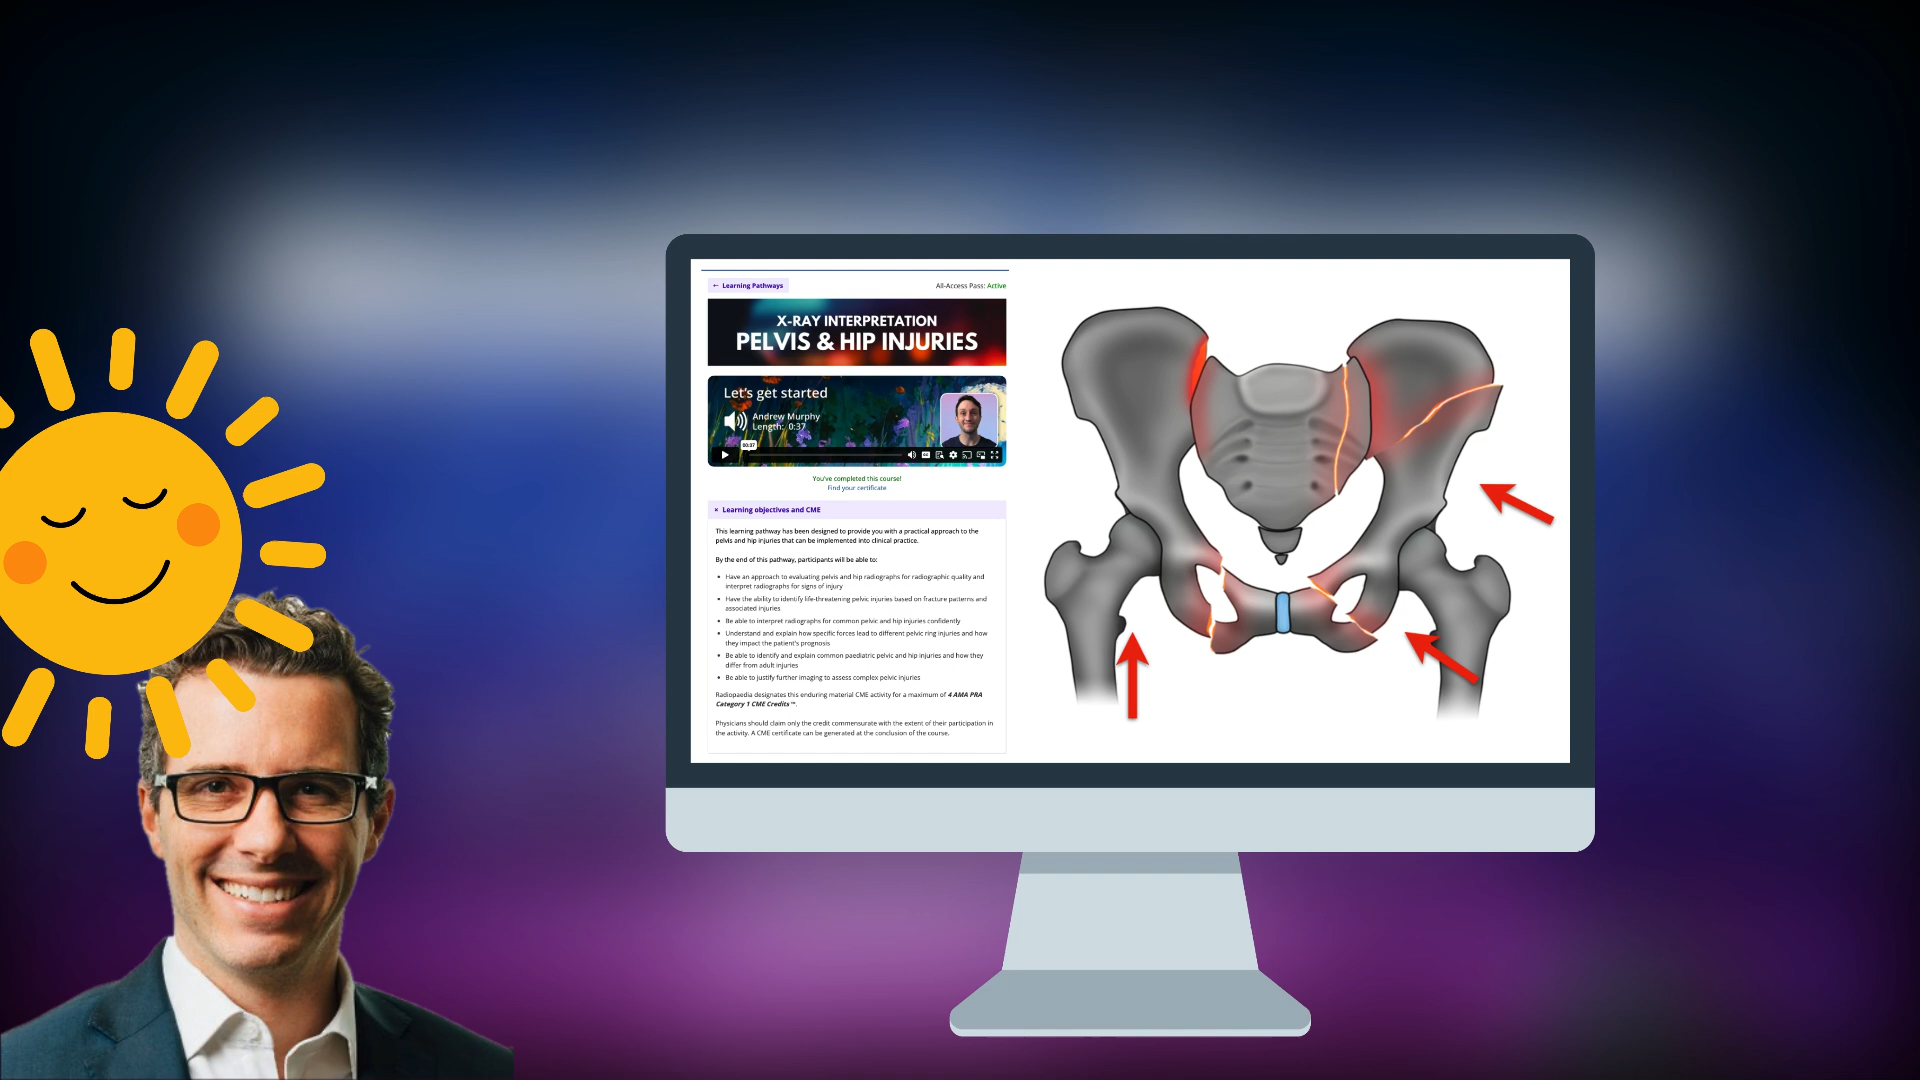 ← Learning Pathways
All-Access Pass: Active
X-RAY INTERPRETATION
PELVIS & HIP INJURIES
Let's get started
Andrew Murphy
Length: 0:37
00:37
You've completed this course!
Find your certificate
Learning objectives and CME
This learning pathway has been designed to provide you with a practical approach to the
pelvis and hip injuries that can be implemented into clinical practice.
By the end of this pathway, participants will be able to:
• Have an approach to evaluating pelvis and hip radiographs for radiographic quality and
interpret radiographs for signs of injury
• Have the ability to identify life-threatening pelvic injuries based on fracture patterns and
associated injuries
• Be able to interpret radiographs for common pelvic and hip injuries confidently
• Understand and explain how specific forces lead to different pelvic ring injuries and how
they impact the patient's prognosis
• Be able to identify and explain common paediatric pelvic and hip injuries and how they
differ from adult injuries
• Be able to justify further imaging to assess complex pelvic injuries
Radiopaedia designates this enduring material CME activity for a maximum of 4 AMA PRA
Category 1 CME Credits™.
Physicians should claim only the credit commensurate with the extent of their participation in
the activity. A CME certificate can be generated at the conclusion of the course.